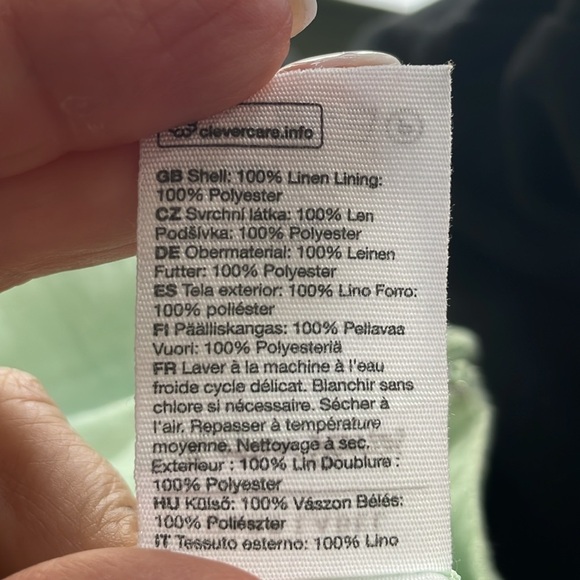 clevercare.info
GB Shell: 100% Linen Lining:
100% Polyester
CZ Svrchní látka: 100% Len
Podšívka: 100% Polyester
DE Obermaterial: 100% Leinen
Futter: 100% Polyester
ES Tela exterior: 100% Lino Forro:
100% poliéster
FI Päälliskangas: 100% Pellavaa
Vuori: 100% Polyesteriä
FR Laver à la machine à l'eau
froide cycle délicat. Blanchir sans
chlore si nécessaire. Sécher à
l'air. Repasser à température
moyenne. Nettoyage à sec.
Extérieur : 100% Lin Doublure :
100% Polyester
HU Külső: 100% Vászon Bélés:
100% Poliészter
IT Tessuto esterno: 100% Lino